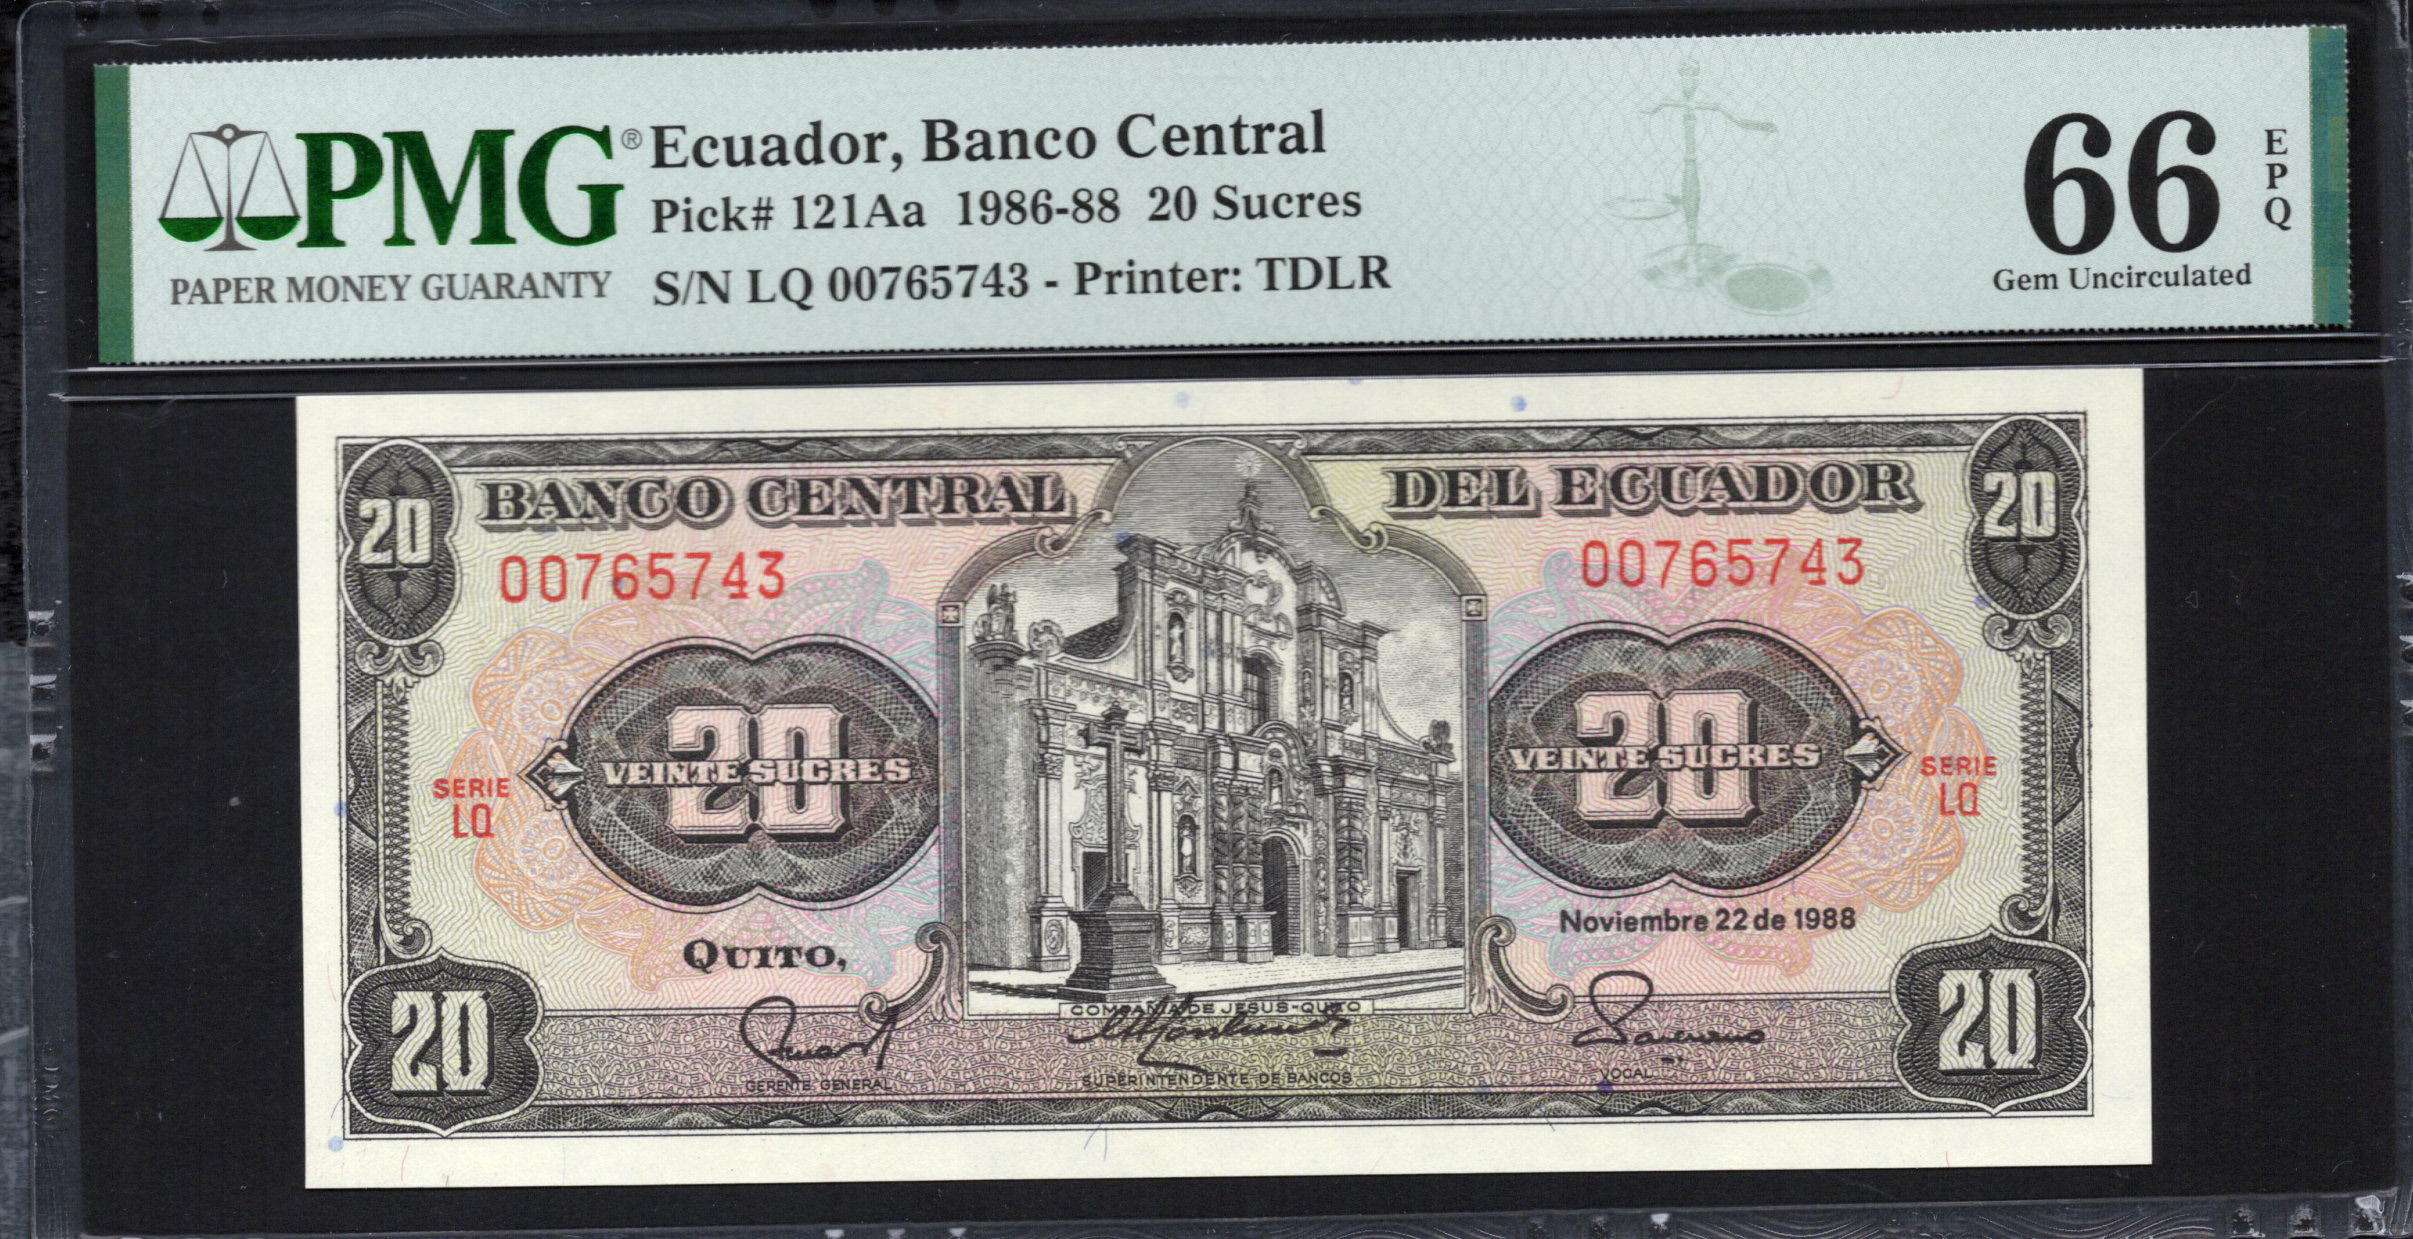 PMG®
PAPER MONEY GUARANTY
Ecuador, Banco Central
Pick# 121Aa 1986-88 20 Sucres
S/N LQ 00765743 - Printer: TDLR
66
EPQ
Gem Uncirculated
20
BANCO CENTRAL
DEL ECUADOR
20
00765743
00765743
20
VEINTE SUCRES
20
VEINTE SUCRES
SERIE
LQ
SERIE
LQ
Noviembre 22 de 1988
QUITO,
COMPAÑIA DE JESUS-QUITO
20
20
GERENTE GENERAL
SUPERINTENDENTE DE BANCOS
VOCAL